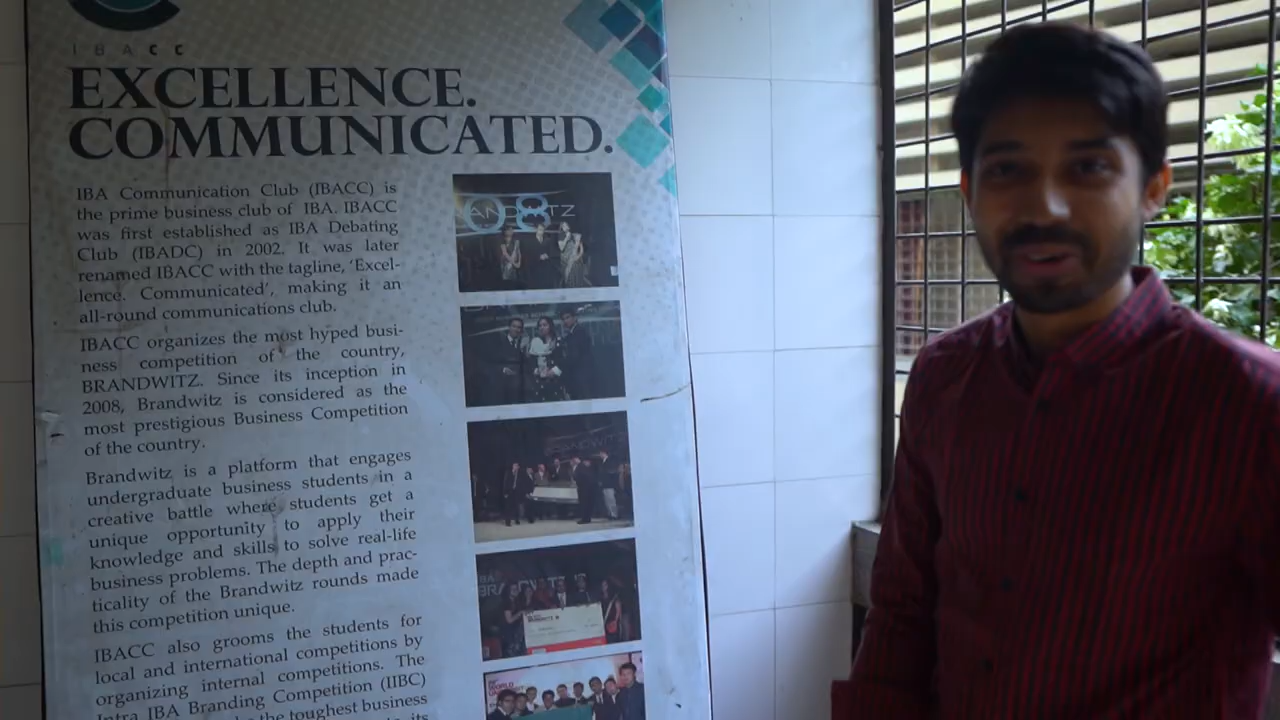 IBACC
EXCELLENCE.
COMMUNICATED.
IBA Communication Club (IBACC) is
the prime business club of IBA. IBACC
was first established as IBA Debating
Club (IBADC) in 2002. It was later
renamed IBACC with the tagline, 'Excel-
lence. Communicated', making it an
all-round communications club.
IBACC organizes the most hyped busi-
ness competition of the country,
BRANDWITZ. Since its inception in
2008, Brandwitz is considered as the
most prestigious Business Competition
of the country.
Brandwitz is a platform that engages
undergraduate business students in a
creative battle where students get a
unique opportunity to apply their
knowledge and skills to solve real-life
business problems. The depth and prac-
ticality of the Brandwitz rounds made
this competition unique.
IBACC also grooms the students for
local and international competitions by
organizing internal competitions. The
Intra IBA Branding Competition (IIBC)
the toughest business
its
08